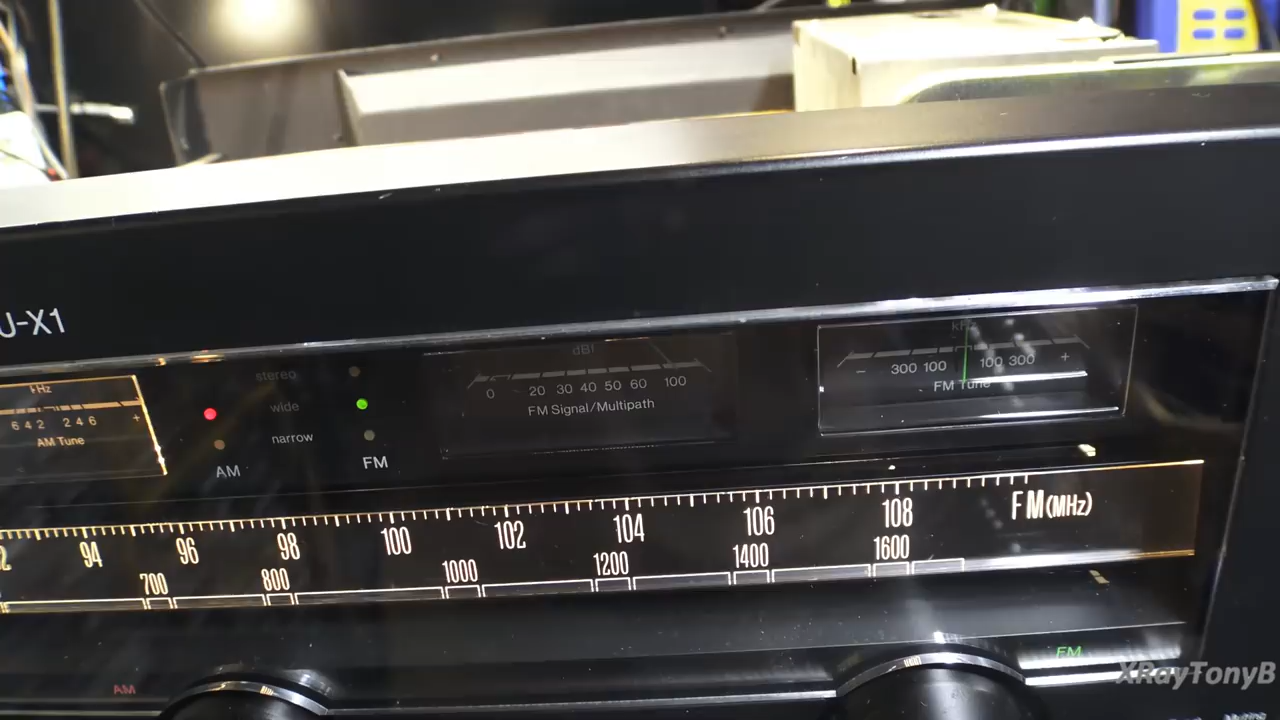 U-X1
kHz
6 4 2 2 4 6 +
AM Tune
stereo
wide
narrow
AM
FM
dBf
0 20 30 40 50 60 100
FM Signal/Multipath
kHz
− 300 100 100 300 +
FM Tune
94 96 98 100 102 104 106 108 FM(MHz)
700 800 1000 1200 1400 1600
AM
FM
XRayTonyB